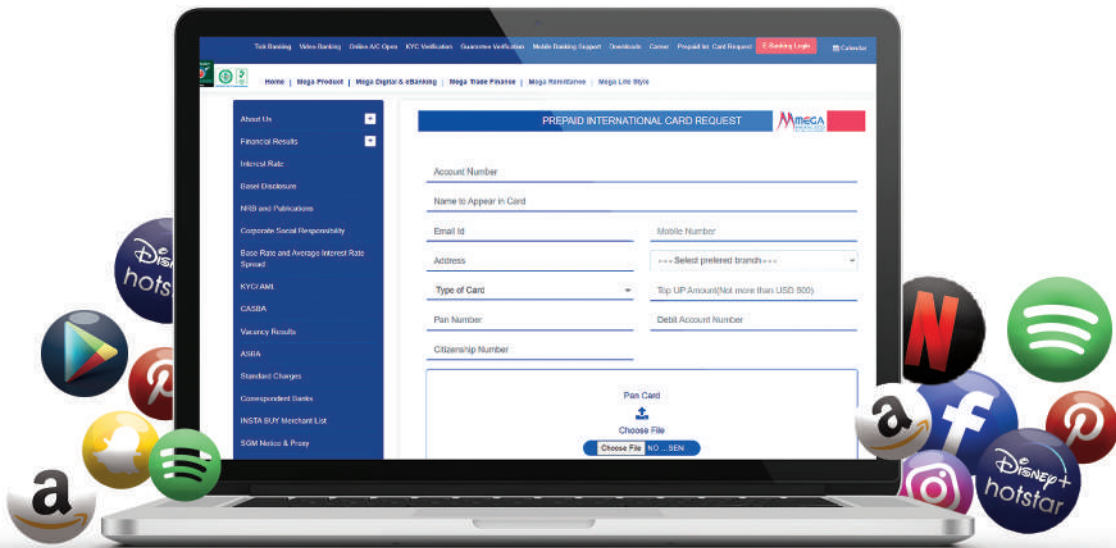 Tick Banking Video Banking Online A/C Open KYC Verification Guarantee Verification Mobile Banking Support Downloads Career Prepaid Int. Card Request E-Banking Login Calendar
Home | Mega Product | Mega Digital & eBanking | Mega Trade Finance | Mega Remittance | Mega Life Style
About Us
Financial Results
Interest Rate
Basel Disclosure
NRB and Publications
Corporate Social Responsibility
Base Rate and Average Interest Rate
Spread
KYC/ AML
CASBA
Vacancy Results
ASBA
Standard Charges
Correspondent Banks
INSTA BUY Merchant List
SGM Notice & Proxy
PREPAID INTERNATIONAL CARD REQUEST
MEGA
Account Number
Name to Appear in Card
Email Id
Mobile Number
Address
--- Select prefered branch ---
Type of Card
Top UP Amount(Not more than USD 500)
Pan Number
Debit Account Number
Citizenship Number
Pan Card
Choose File
Choose File NO ...SEN
Disney
hots
a
N
f
a
Disney+
hotstar